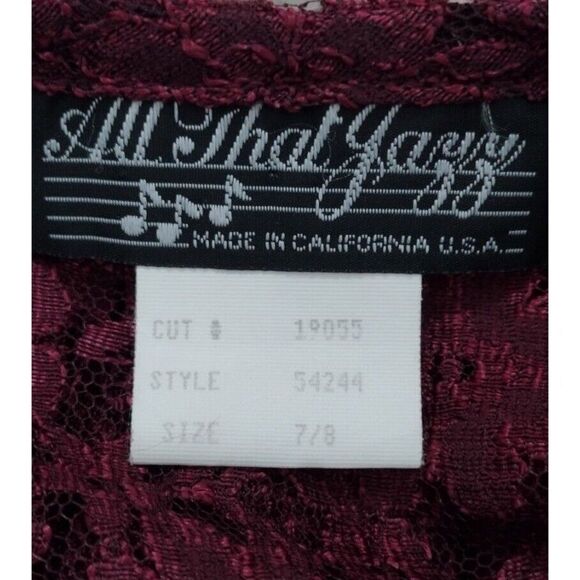 All That Jazz
MADE IN CALIFORNIA U.S.A.
CUT # 19055
STYLE 54244
SIZE 7/8